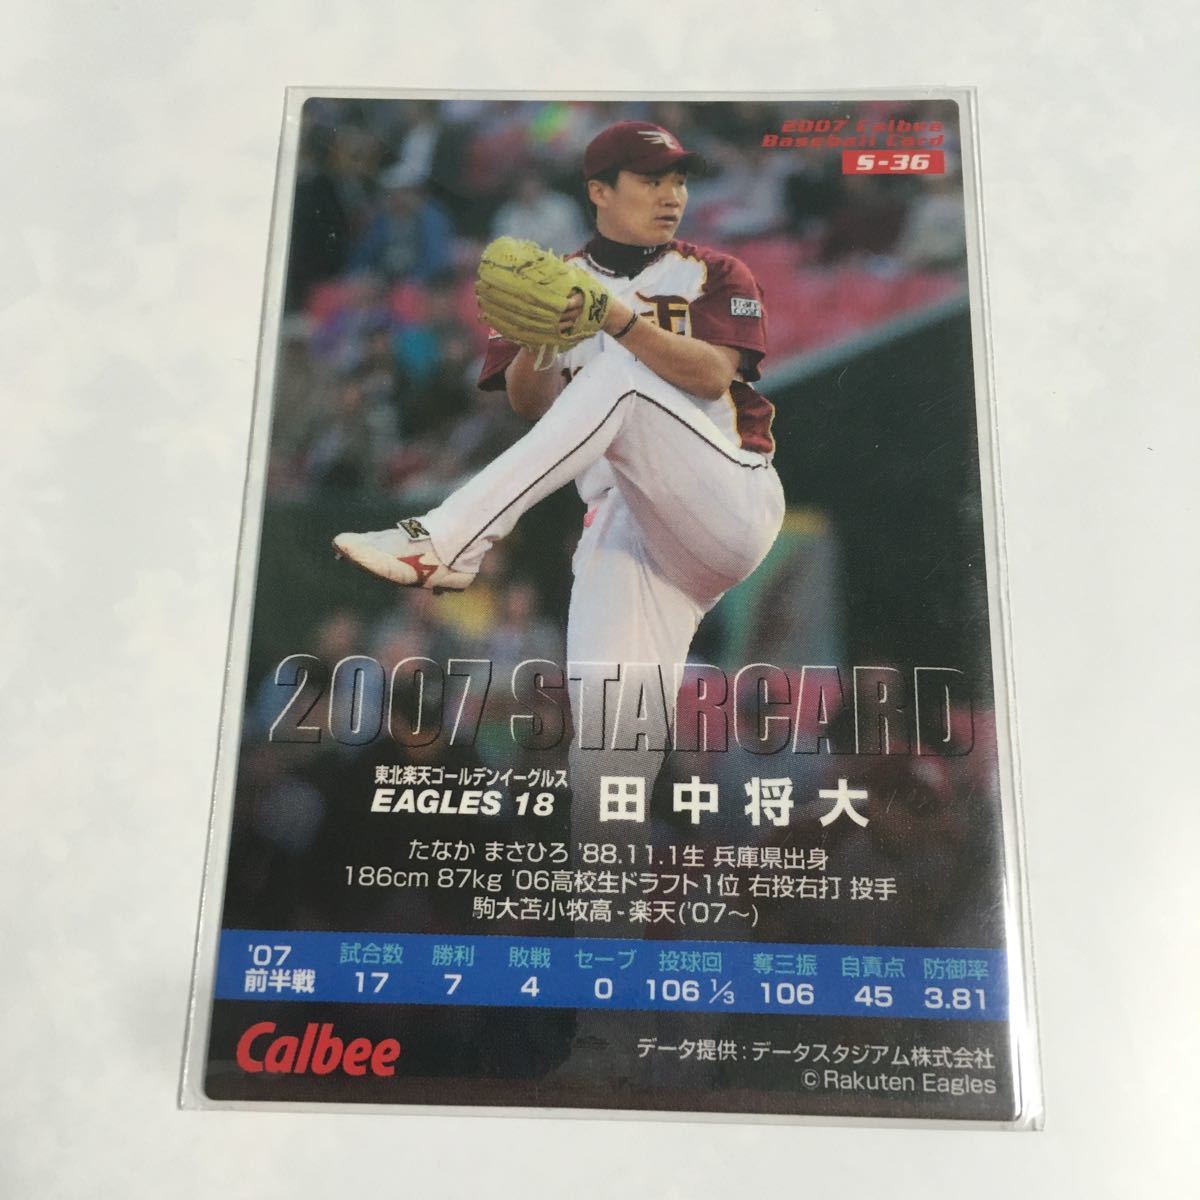 2007 Calbee
Baseball Card
S-36
2007 STARCARD
東北楽天ゴールデンイーグルス
EAGLES 18 田中将大
たなか まさひろ '88.11.1生 兵庫県出身
186cm 87kg '06高校生ドラフト1位 右投右打 投手
駒大苫小牧高-楽天('07～)
'07 前半戦 試合数 勝利 敗戦 セーブ 投球回 奪三振 自責点 防御率
17 7 4 0 106 1/3 106 45 3.81
Calbee
データ提供:データスタジアム株式会社
©Rakuten Eagles